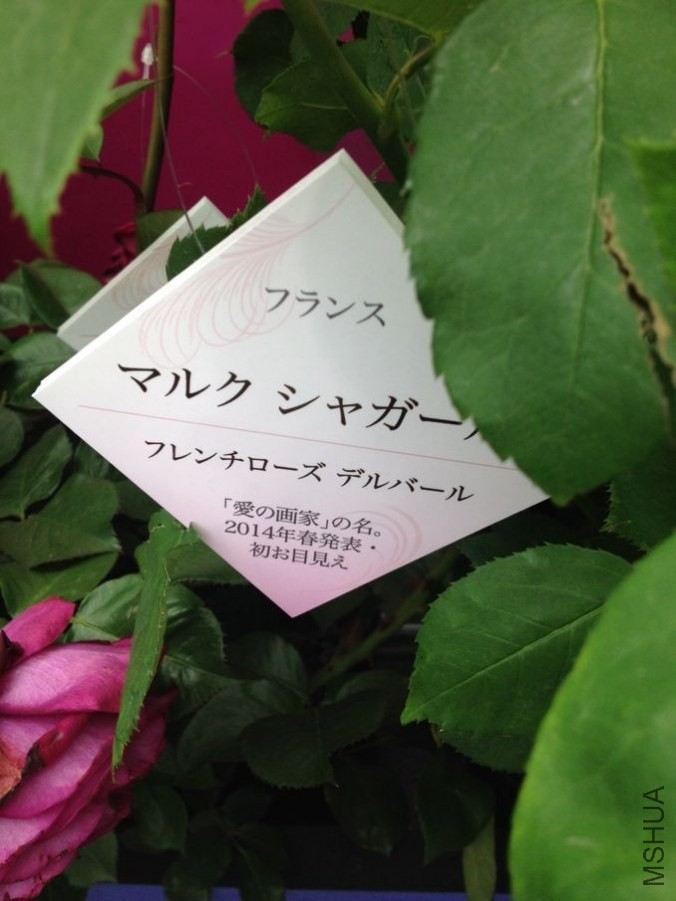 フランス
マルク シャガー
フレンチローズ デルバール
「愛の画家」の名。
2014年春発表・
初お目見え
MSHUA